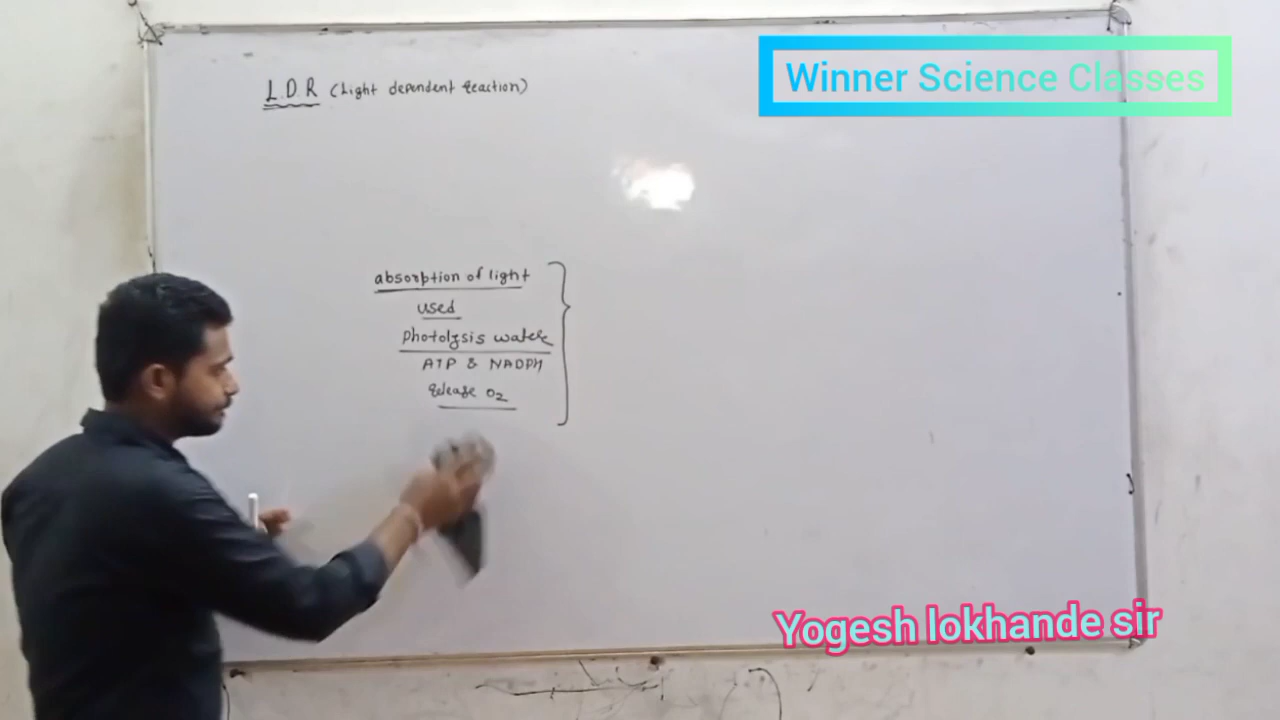 Winner Science Classes
L.D.R (Light dependent reaction)
absorption of light
used
Photolysis water
ATP & NADPH
release O2
Yogesh lokhande sir